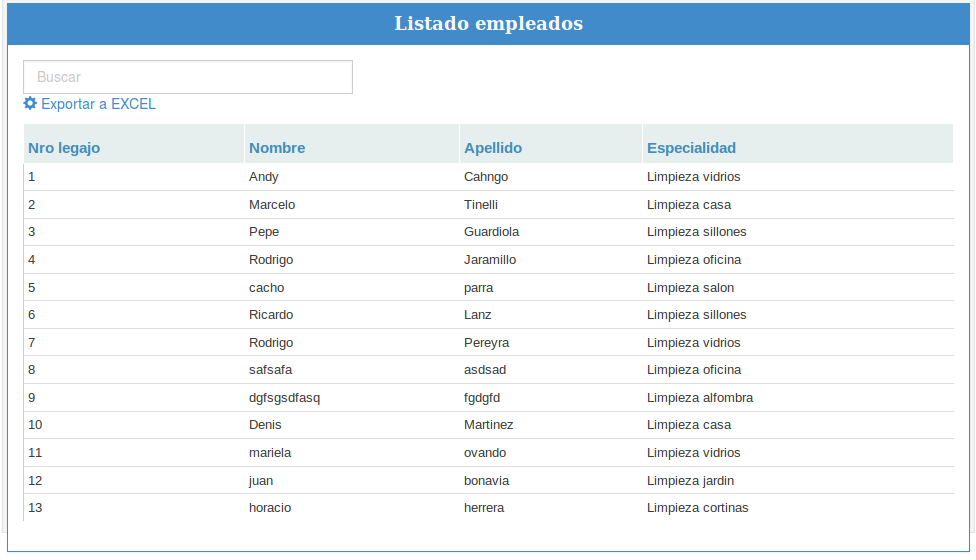 Listado empleados
Buscar
Exportar a EXCEL
Nro legajo Nombre Apellido Especialidad
1 Andy Cahngo Limpieza vidrios
2 Marcelo Tinelli Limpieza casa
3 Pepe Guardiola Limpieza sillones
4 Rodrigo Jaramillo Limpieza oficina
5 cacho parra Limpieza salon
6 Ricardo Lanz Limpieza sillones
7 Rodrigo Pereyra Limpieza vidrios
8 safsafa asdsad Limpieza oficina
9 dgfsgsdfasq fgdgfd Limpieza alfombra
10 Denis Martinez Limpieza casa
11 mariela ovando Limpieza vidrios
12 juan bonavia Limpieza jardin
13 horacio herrera Limpieza cortinas